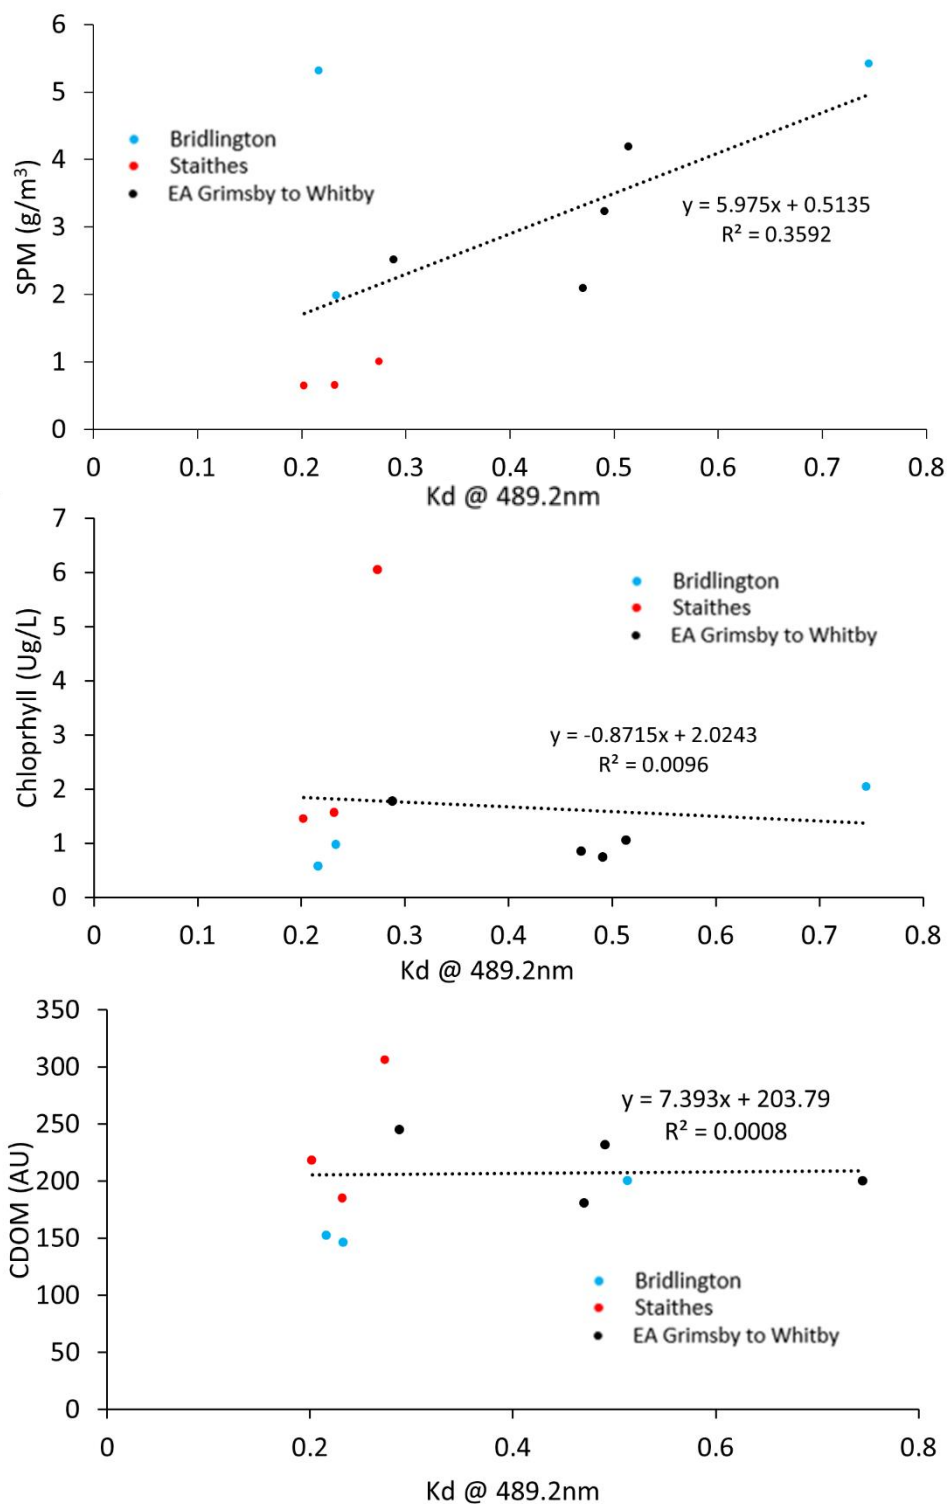 6
5
4
3
2
1
0
SPM (g/m³)
Bridlington
Staithes
EA Grimsby to Whitby
y = 5.975x + 0.5135
R² = 0.3592
0 0.1 0.2 0.3 0.4 0.5 0.6 0.7 0.8
Kd @ 489.2nm
7
6
5
4
3
2
1
0
Chloprhyll (Ug/L)
Bridlington
Staithes
EA Grimsby to Whitby
y = -0.8715x + 2.0243
R² = 0.0096
0 0.1 0.2 0.3 0.4 0.5 0.6 0.7 0.8
Kd @ 489.2nm
350
300
250
200
150
100
50
0
CDOM (AU)
y = 7.393x + 203.79
R² = 0.0008
Bridlington
Staithes
EA Grimsby to Whitby
0 0.2 0.4 0.6 0.8
Kd @ 489.2nm